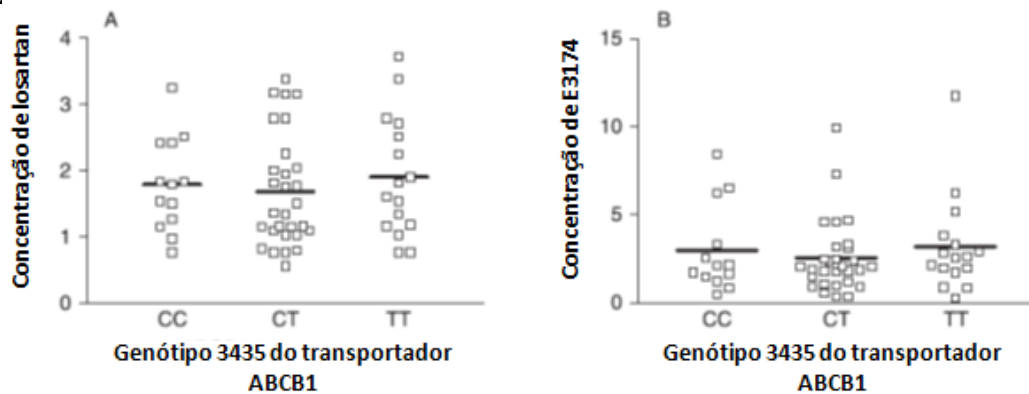 A
Concentração de losartan
4
3
2
1
0
CC CT TT
Genótipo 3435 do transportador
ABCB1
B
Concentração de E3174
15
10
5
0
CC CT TT
Genótipo 3435 do transportador
ABCB1